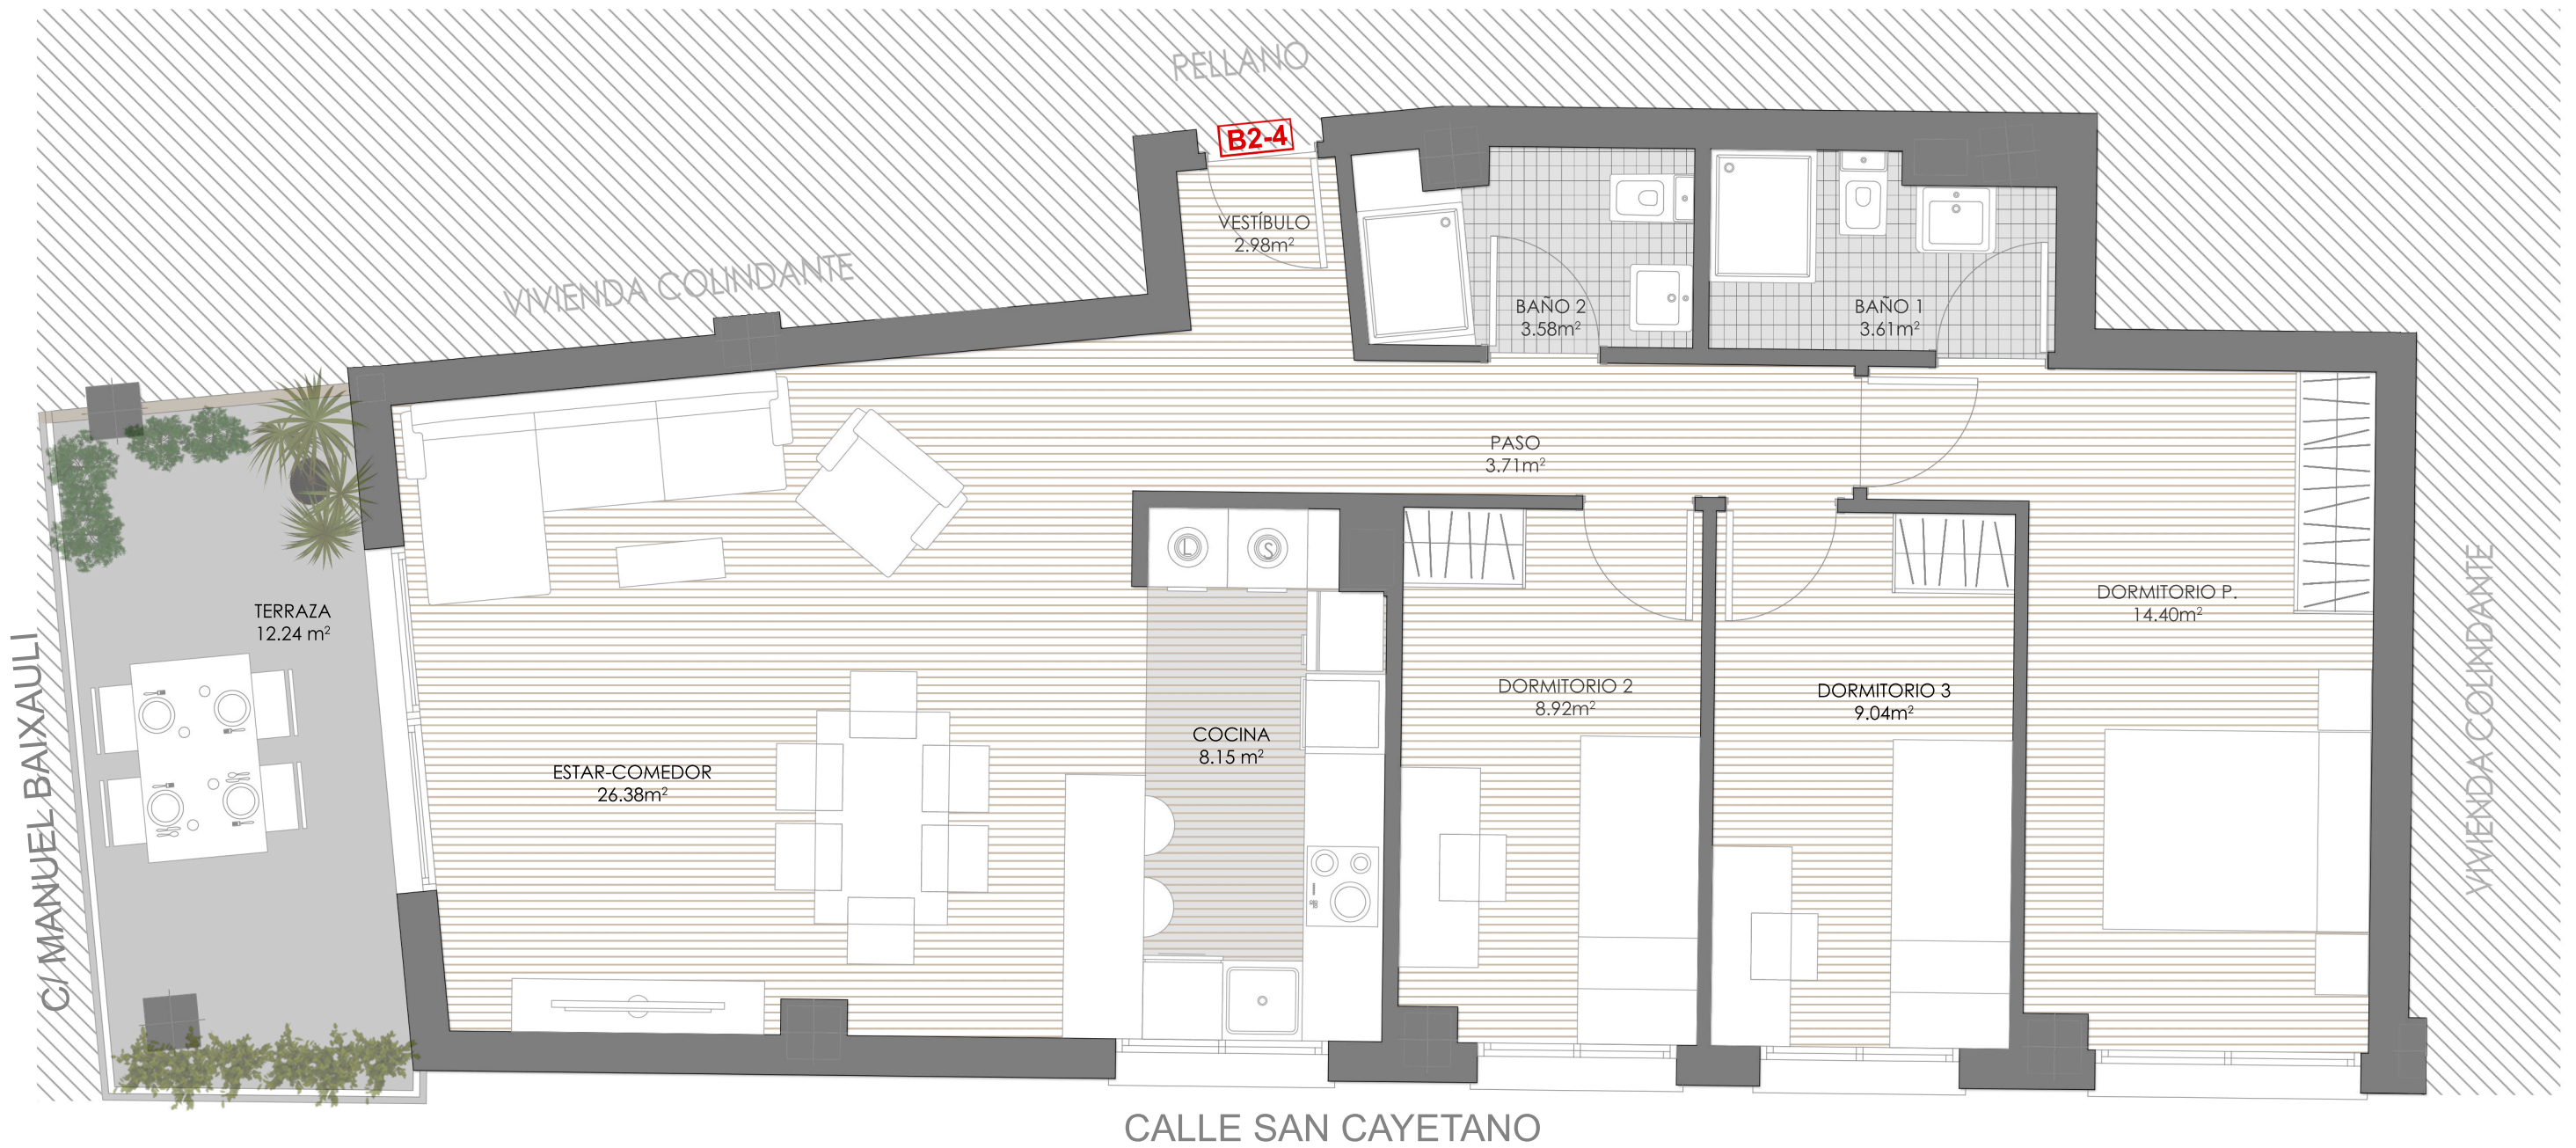 PELLANO
B2-4
VESTÍBULO
2.98m²
VIVIENDA COLINDANTE
BAÑO 2
3.58m²
BAÑO 1
3.61m²
PASO
3.71m²
L
S
TERRAZA
12.24 m²
DORMITORIO P.
14.40m²
DORMITORIO 2
8.92m²
DORMITORIO 3
9.04m²
COCINA
8.15 m²
ESTAR-COMEDOR
26.38m²
C/ MANUEL BAIXAULI
VIVIENDA COLINDANTE
CALLE SAN CAYETANO